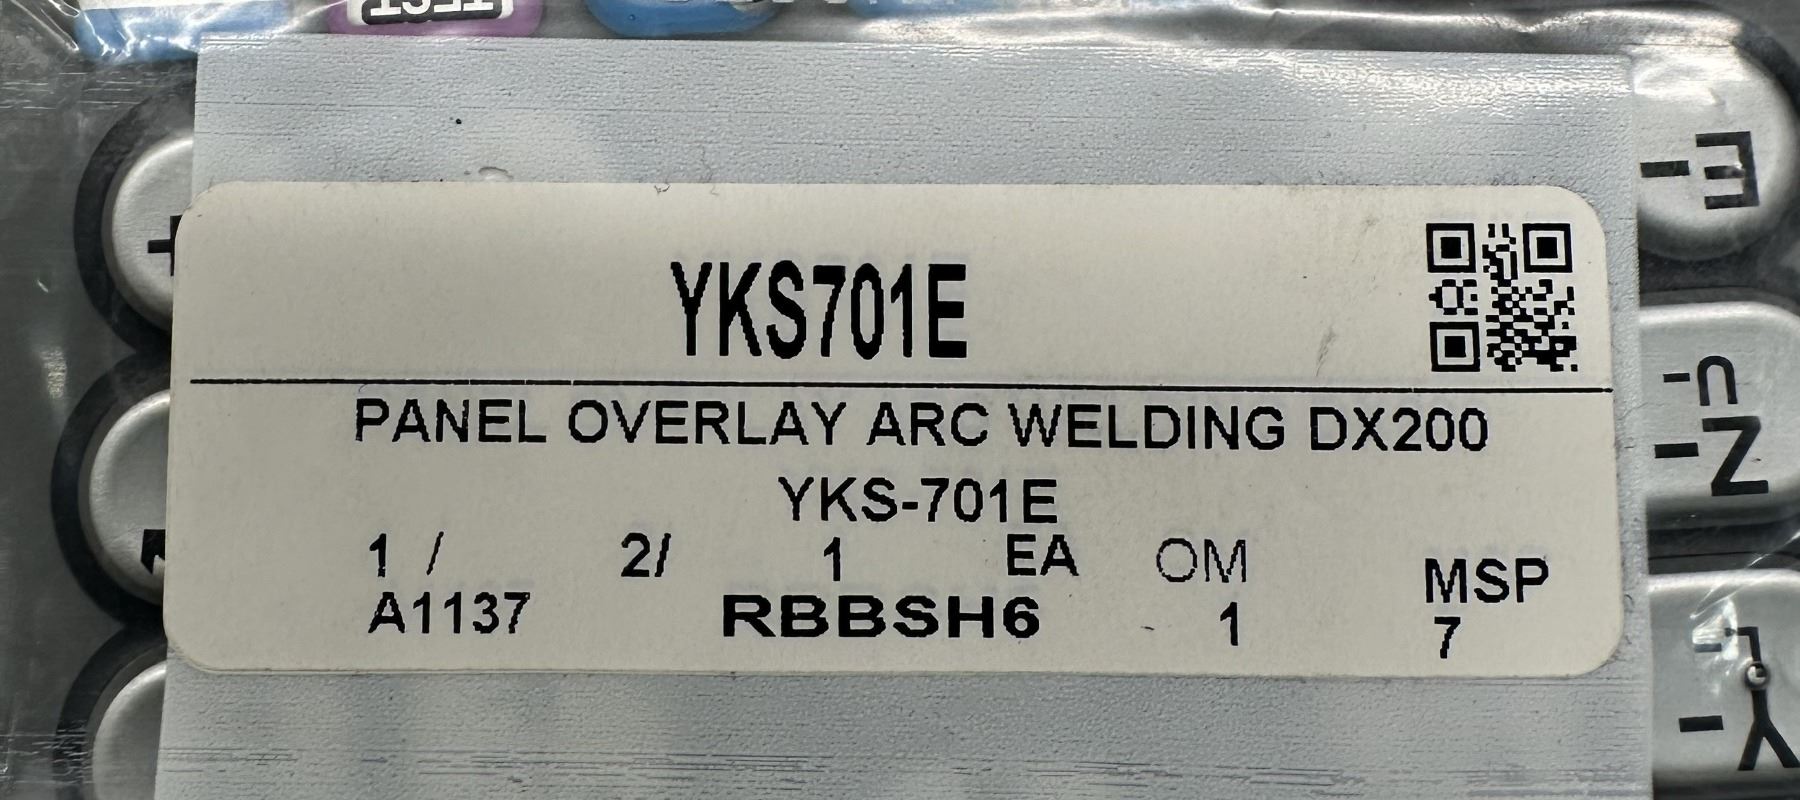 YKS701E
PANEL OVERLAY ARC WELDING DX200
YKS-701E
1 / 2/ 1 EA OM MSP
A1137 RBBSH6 - 1 7
E-
U-
N-
L-
Y-